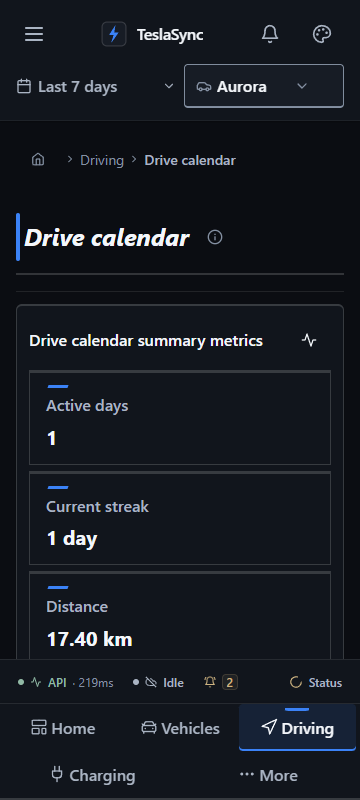 TeslaSync
Last 7 days
Aurora
Driving
Drive calendar
Drive calendar
Drive calendar summary metrics
Active days
1
Current streak
1 day
Distance
17.40 km
API · 219ms
Idle
2
Status
Home
Vehicles
Driving
Charging
More